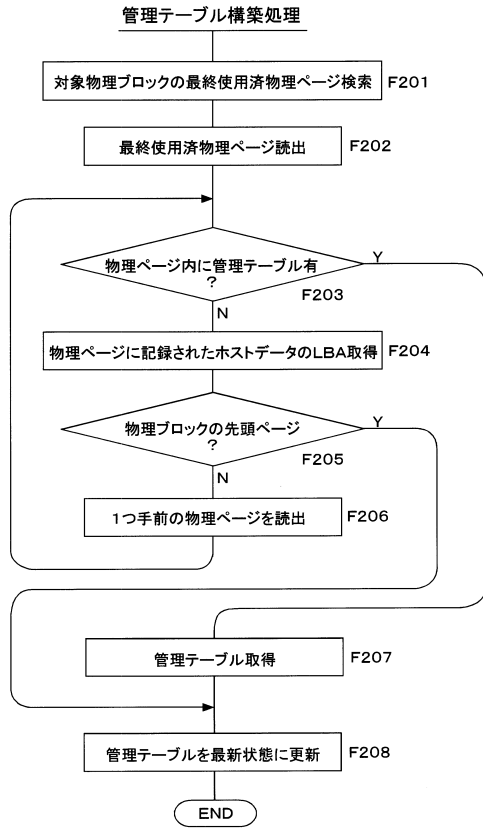 管理テーブル構築処理
対象物理ブロックの最終使用済物理ページ検索
F201
最終使用済物理ページ読出
F202
物理ページ内に管理テーブル有
?
Y
F203
N
物理ページに記録されたホストデータのLBA取得
F204
物理ブロックの先頭ページ
?
Y
F205
N
1つ手前の物理ページを読出
F206
管理テーブル取得
F207
管理テーブルを最新状態に更新
F208
END